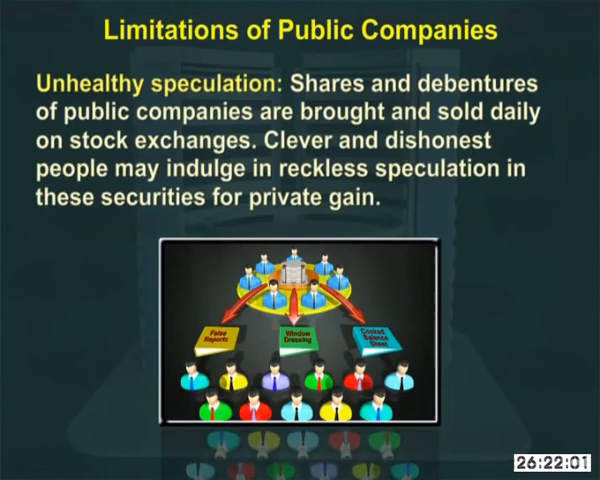 Limitations of Public Companies
Unhealthy speculation: Shares and debentures
of public companies are brought and sold daily
on stock exchanges. Clever and dishonest
people may indulge in reckless speculation in
these securities for private gain.
False
Reports
Window
Dressing
Cooked
Balance
Sheet
26:22:01